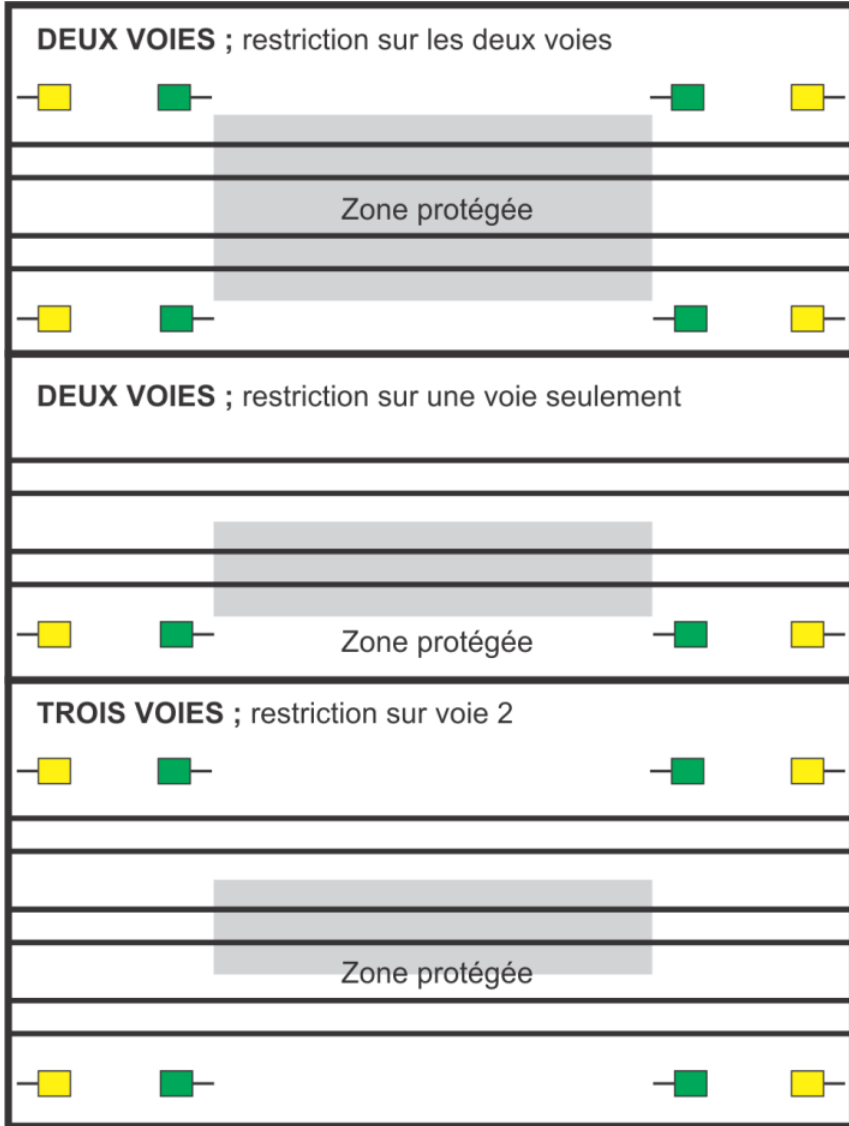 DEUX VOIES ; restriction sur les deux voies
Zone protégée
DEUX VOIES ; restriction sur une voie seulement
Zone protégée
TROIS VOIES ; restriction sur voie 2
Zone protégée